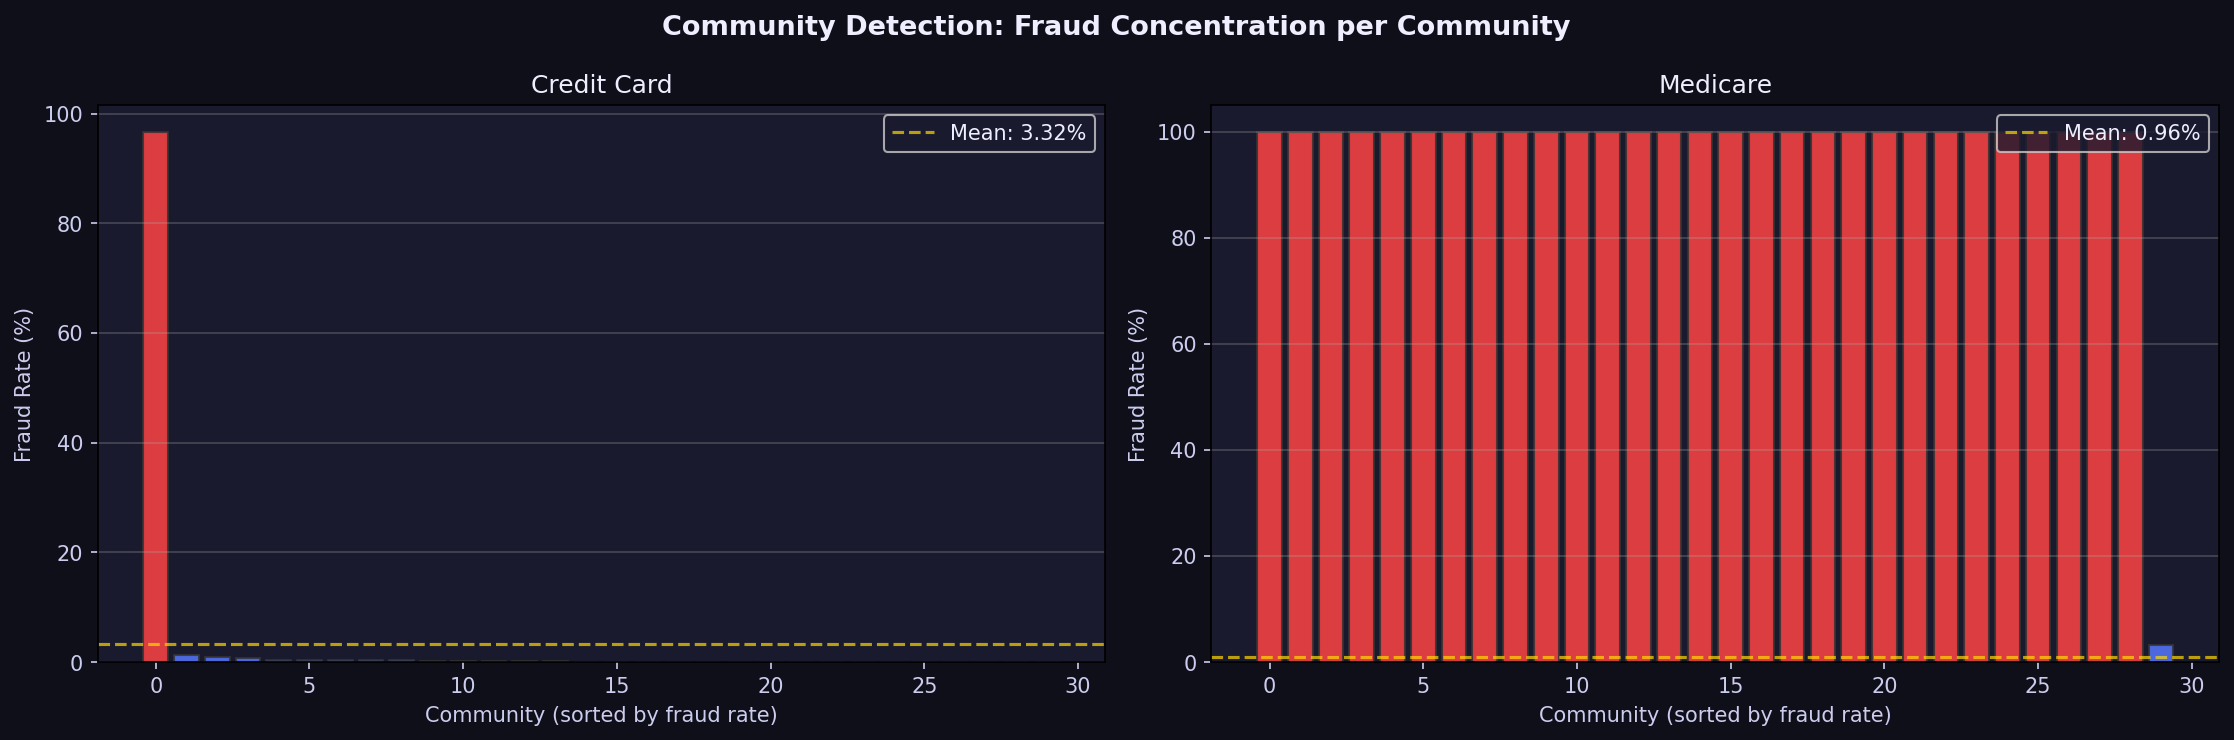 Community Detection: Fraud Concentration per Community
Credit Card
Mean: 3.32%
100
80
60
40
20
0
Fraud Rate (%)
0 5 10 15 20 25 30
Community (sorted by fraud rate)
Medicare
Mean: 0.96%
100
80
60
40
20
0
Fraud Rate (%)
0 5 10 15 20 25 30
Community (sorted by fraud rate)